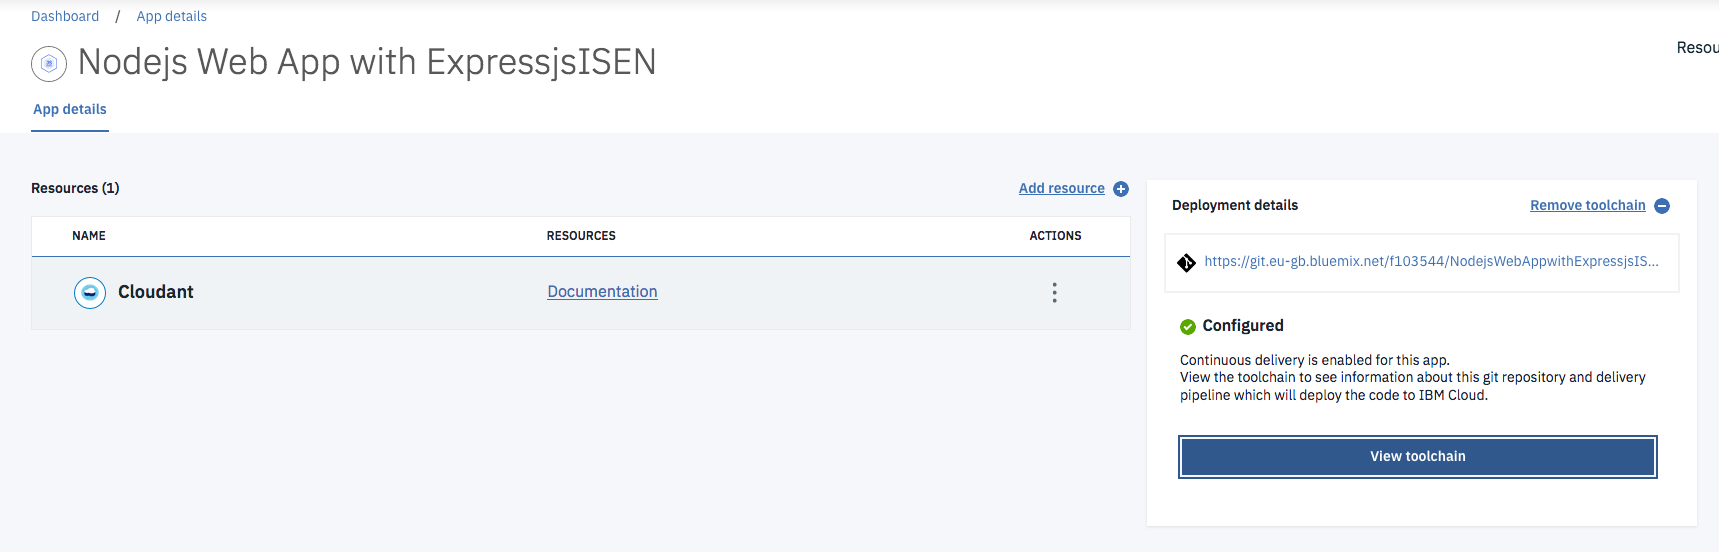 Dashboard / App details
Nodejs Web App with ExpressjsISEN
Resou
App details
Resources (1)
Add resource
NAME RESOURCES ACTIONS
Cloudant Documentation
Deployment details
Remove toolchain
https://git.eu-gb.bluemix.net/f103544/NodejsWebAppwithExpressjsIS...
Configured
Continuous delivery is enabled for this app.
View the toolchain to see information about this git repository and delivery
pipeline which will deploy the code to IBM Cloud.
View toolchain